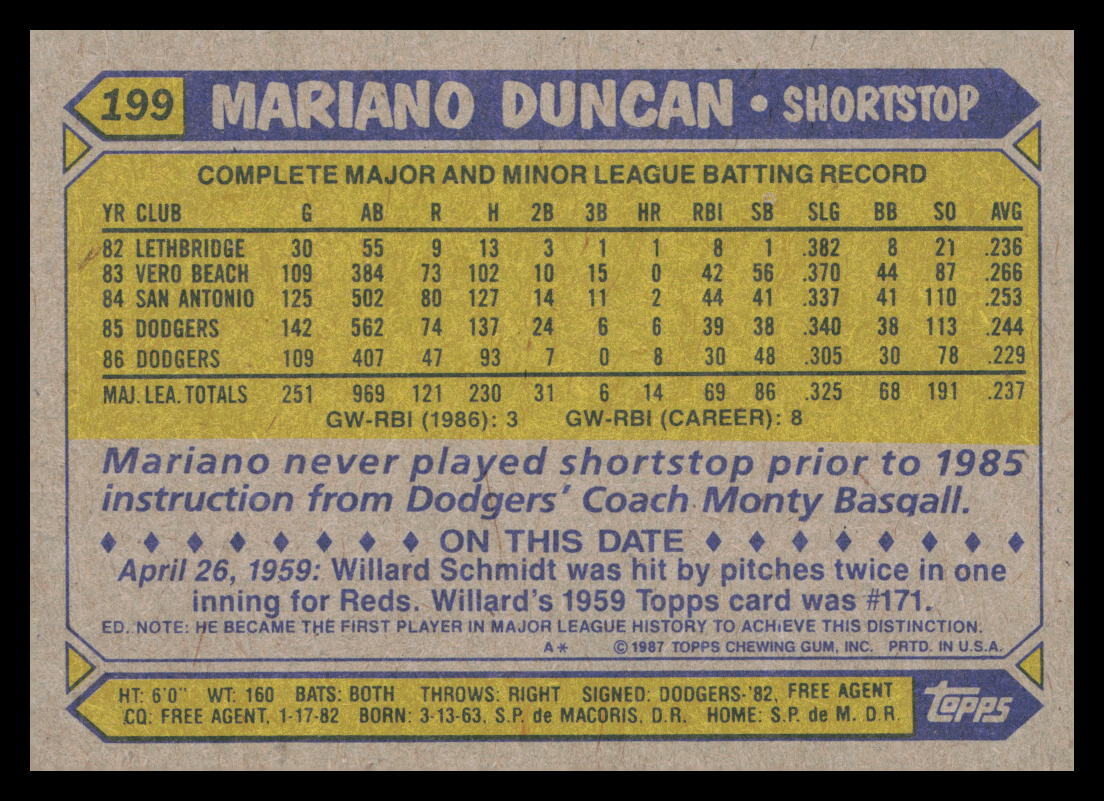 199 MARIANO DUNCAN • SHORTSTOP
COMPLETE MAJOR AND MINOR LEAGUE BATTING RECORD
YR CLUB G AB R H 2B 3B HR RBI SB SLG BB SO AVG
82 LETHBRIDGE 30 55 9 13 3 1 1 8 1 .382 8 21 .236
83 VERO BEACH 109 384 73 102 10 15 0 42 56 .370 44 87 .266
84 SAN ANTONIO 125 502 80 127 14 11 2 44 41 .337 41 110 .253
85 DODGERS 142 562 74 137 24 6 6 39 38 .340 38 113 .244
86 DODGERS 109 407 47 93 7 0 8 30 48 .305 30 78 .229
MAJ. LEA. TOTALS 251 969 121 230 31 6 14 69 86 .325 68 191 .237
GW-RBI (1986): 3 GW-RBI (CAREER): 8
Mariano never played shortstop prior to 1985
instruction from Dodgers' Coach Monty Basgall.
♦ ♦ ♦ ♦ ♦ ♦ ♦ ♦ ON THIS DATE ♦ ♦ ♦ ♦ ♦ ♦ ♦ ♦
April 26, 1959: Willard Schmidt was hit by pitches twice in one
inning for Reds. Willard's 1959 Topps card was #171.
ED. NOTE: HE BECAME THE FIRST PLAYER IN MAJOR LEAGUE HISTORY TO ACHIEVE THIS DISTINCTION.
A* © 1987 TOPPS CHEWING GUM, INC. PRTD. IN U.S.A.
HT: 6'0" WT: 160 BATS: BOTH THROWS: RIGHT SIGNED: DODGERS-'82, FREE AGENT
CQ: FREE AGENT, 1-17-82 BORN: 3-13-63, S.P. de MACORIS, D.R. HOME: S.P. de M. D.R.
topps